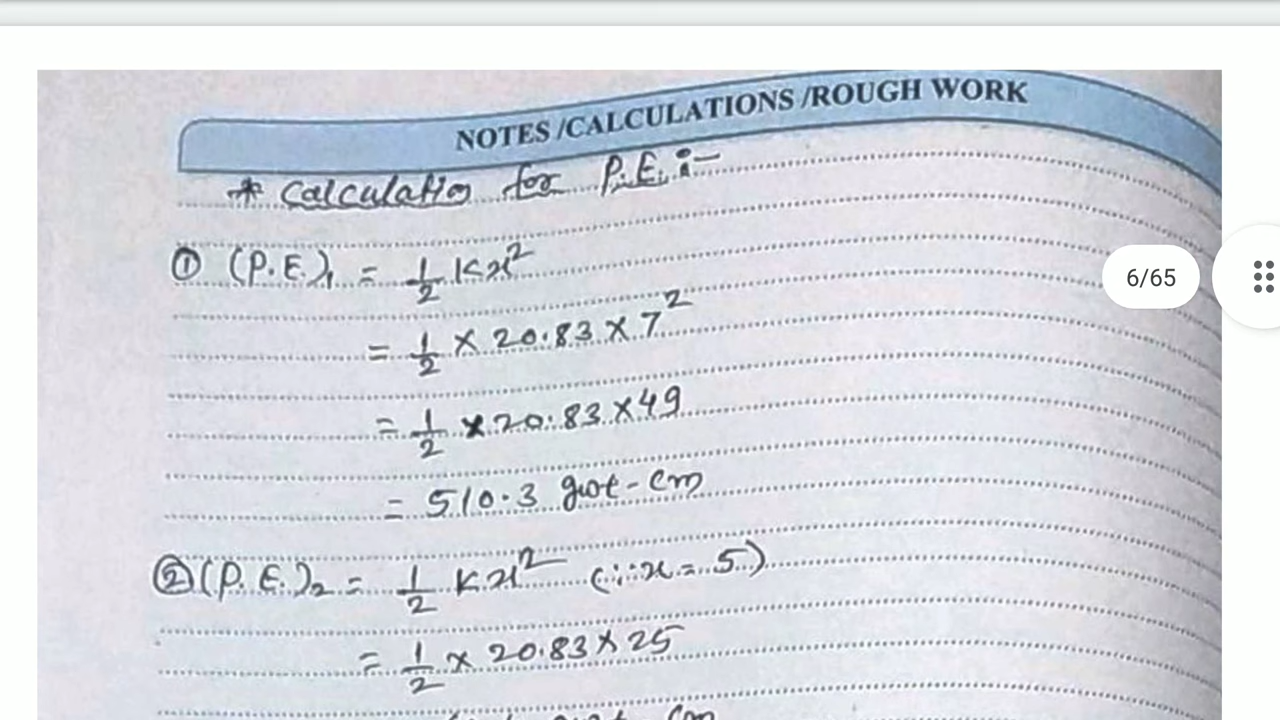 NOTES /CALCULATIONS /ROUGH WORK
* Calculatio for P.E. :-
① (P.E.)₁ = 1/2 Kx²
= 1/2 × 20.83 × 7²
= 1/2 × 20.83 × 49
= 510.3 gwt-cm
6/65
② (P.E.)₂ = 1/2 Kx² (∵ x = 5)
= 1/2 × 20.83 × 25